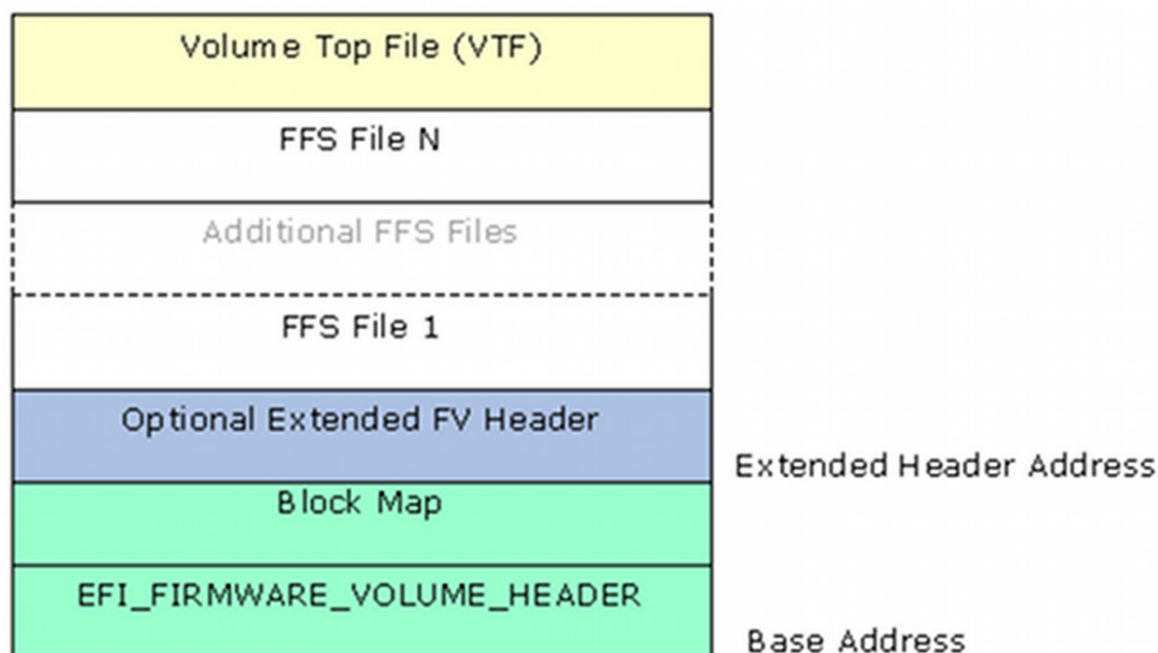 Volume Top File (VTF)
FFS File N
Additional FFS Files
FFS File 1
Optional Extended FV Header
Extended Header Address
Block Map
EFI_FIRMWARE_VOLUME_HEADER
Base Address